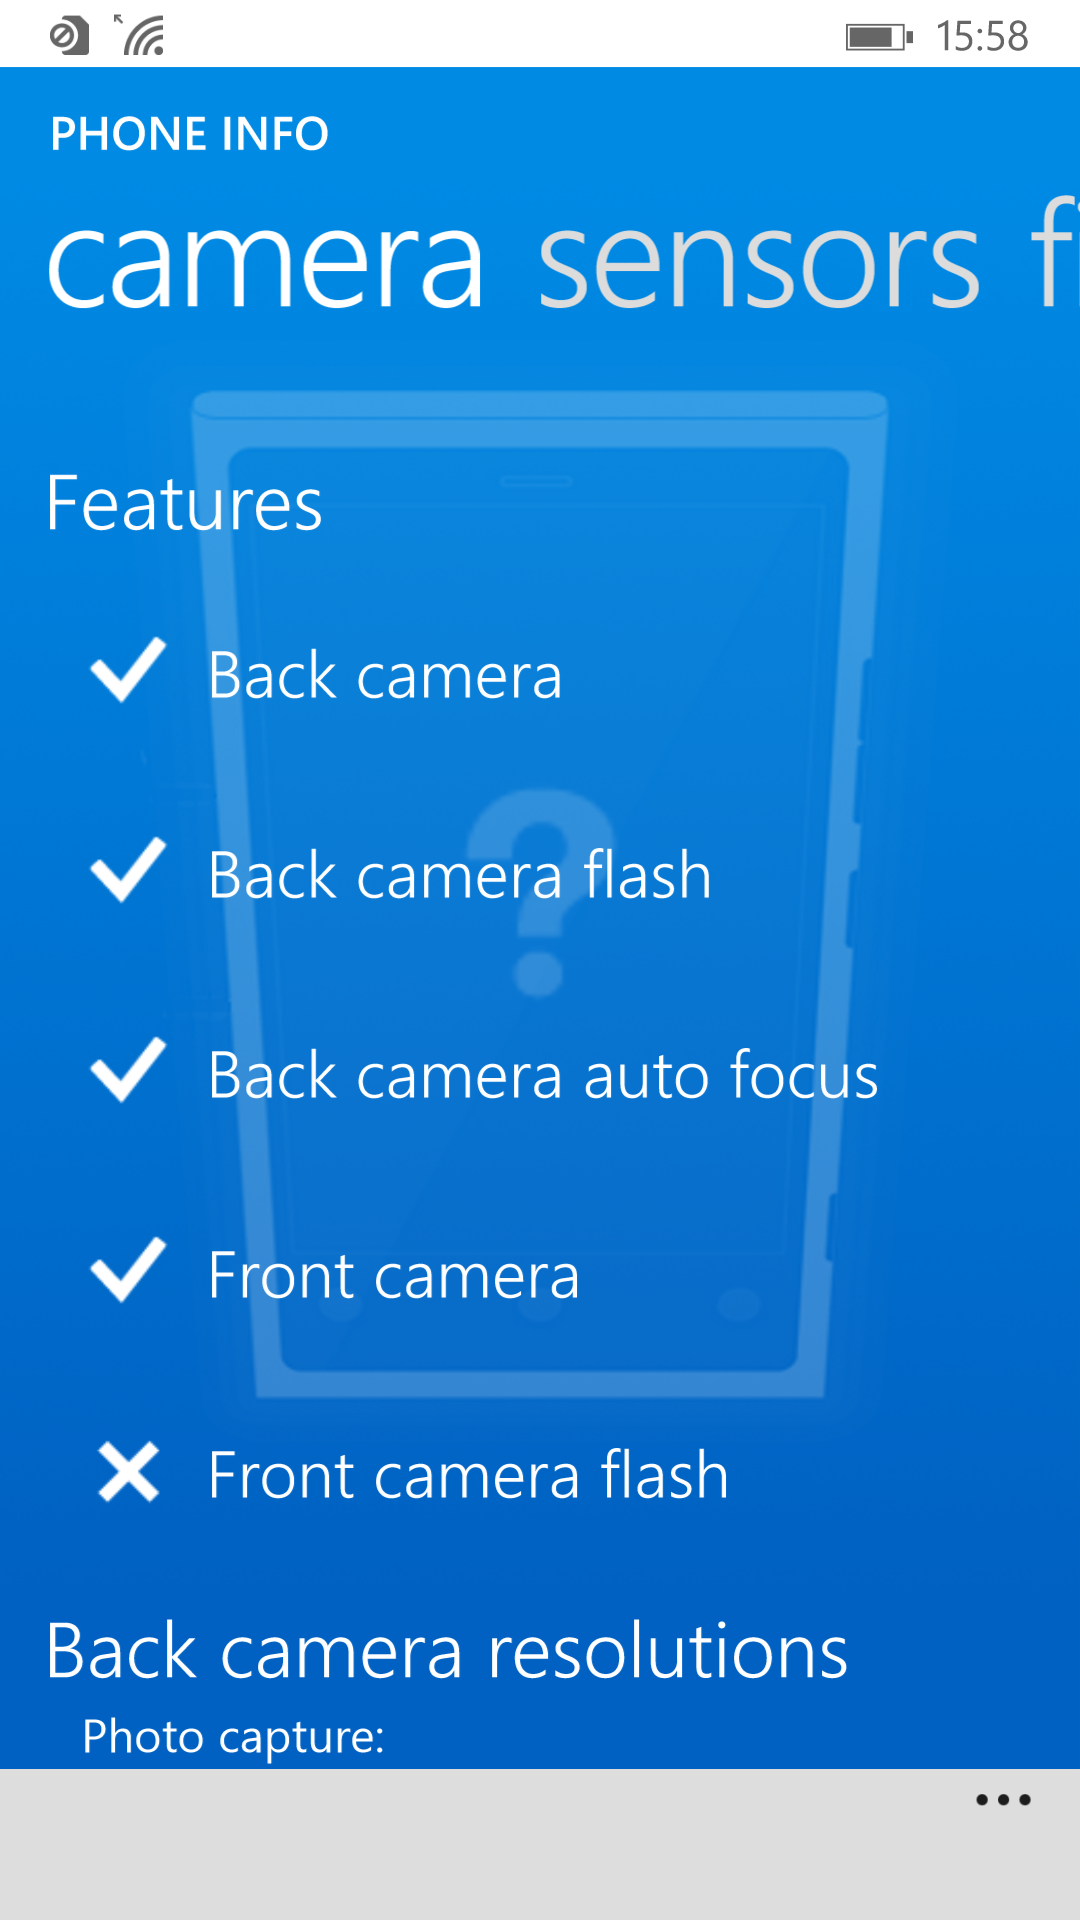 15:58
PHONE INFO
camera sensors
Features
Back camera
Back camera flash
Back camera auto focus
Front camera
Front camera flash
Back camera resolutions
Photo capture: